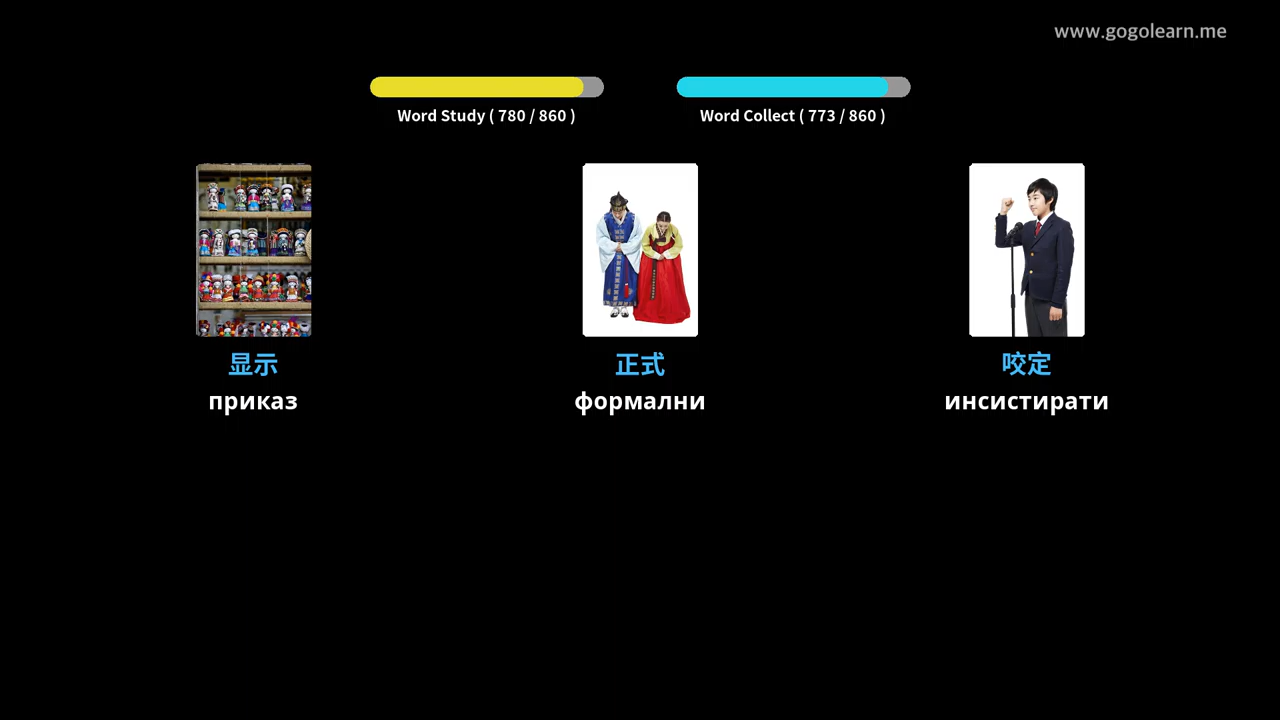 www.gogolearn.me
Word Study ( 780 / 860 )
Word Collect ( 773 / 860 )
显示
приказ
正式
формални
咬定
инсистирати